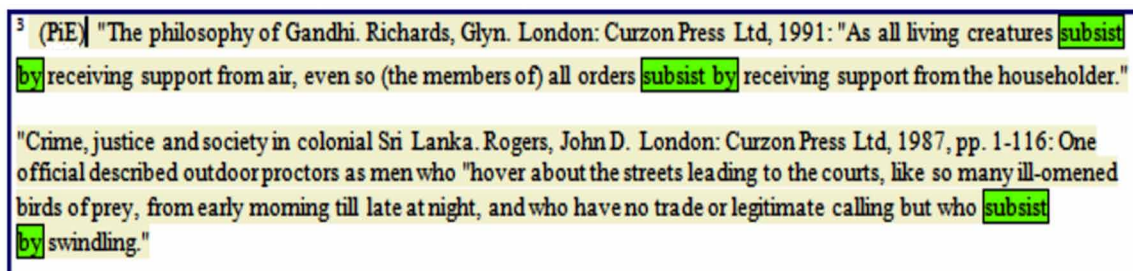 3 (PiE) "The philosophy of Gandhi. Richards, Glyn. London: Curzon Press Ltd, 1991: "As all living creatures subsist
by receiving support from air, even so (the members of) all orders subsist by receiving support from the householder."
"Crime, justice and society in colonial Sri Lanka. Rogers, John D. London: Curzon Press Ltd, 1987, pp. 1-116: One
official described outdoor proctors as men who "hover about the streets leading to the courts, like so many ill-omened
birds of prey, from early morning till late at night, and who have no trade or legitimate calling but who subsist
by swindling."